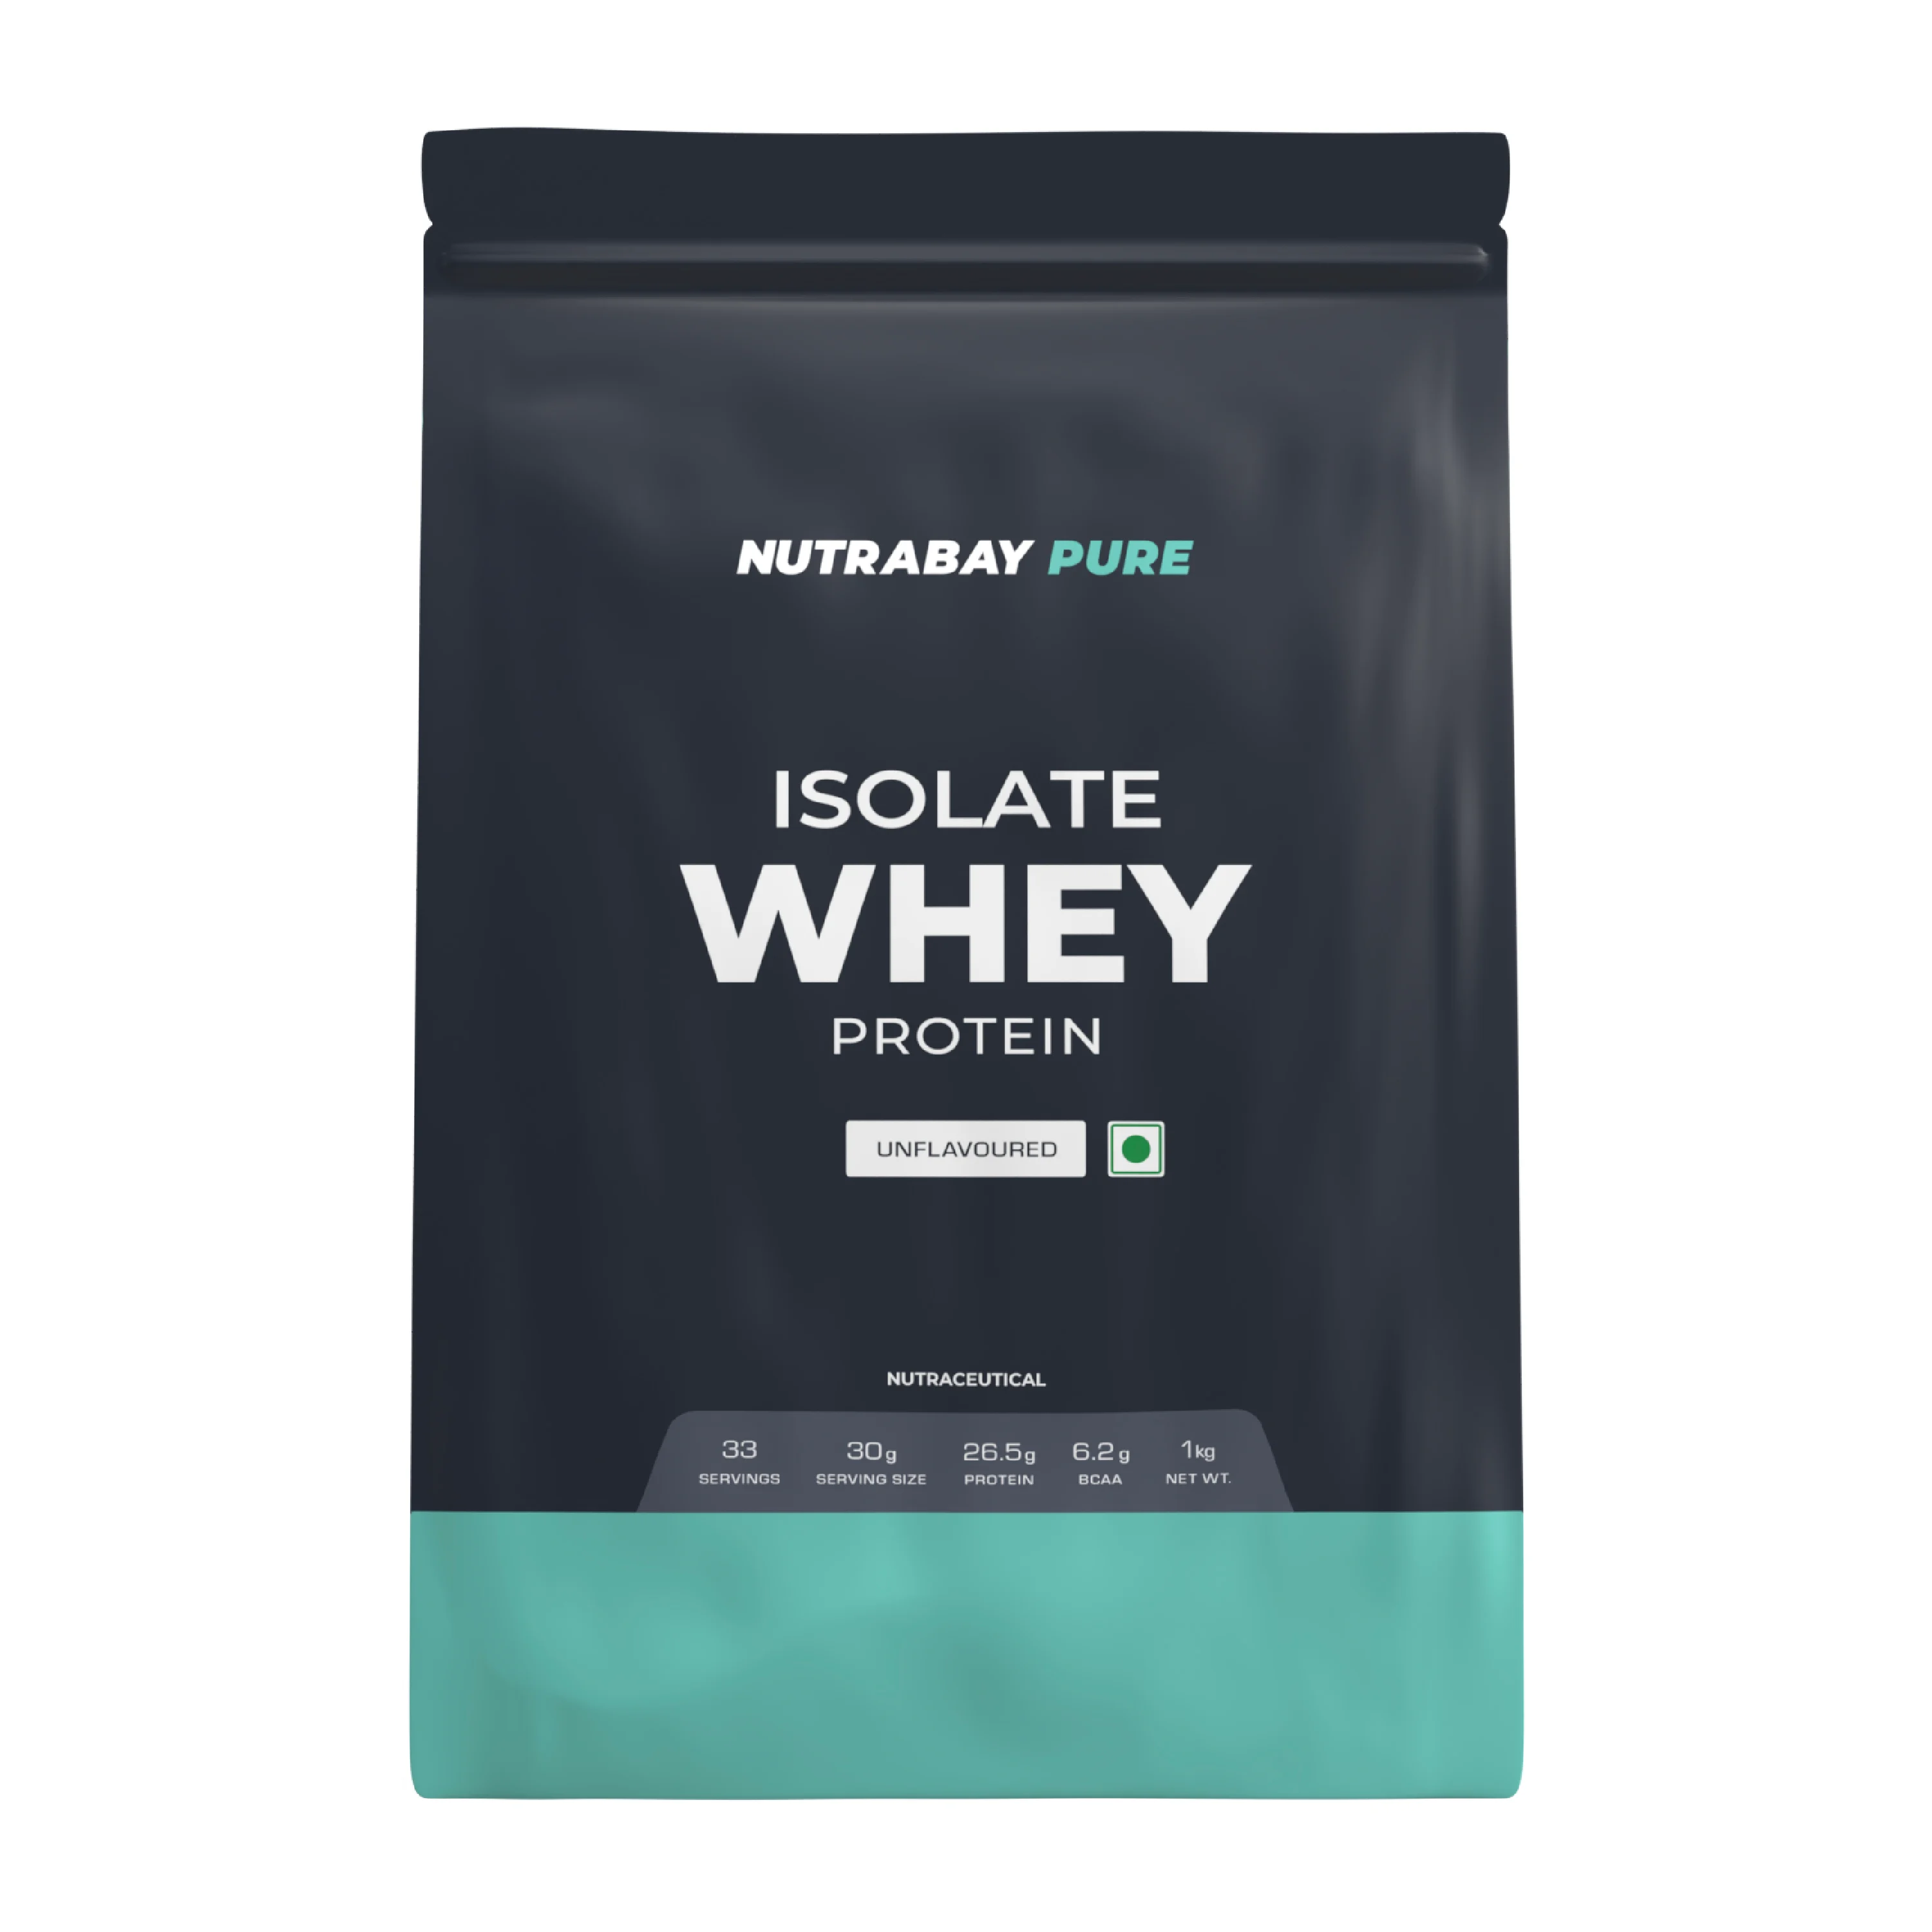 NUTRABAY PURE
ISOLATE
WHEY
PROTEIN
UNFLAVOURED
NUTRACEUTICAL
33 30g 26.5g 6.2g 1kg
SERVINGS SERVING SIZE PROTEIN BCAA NET WT.